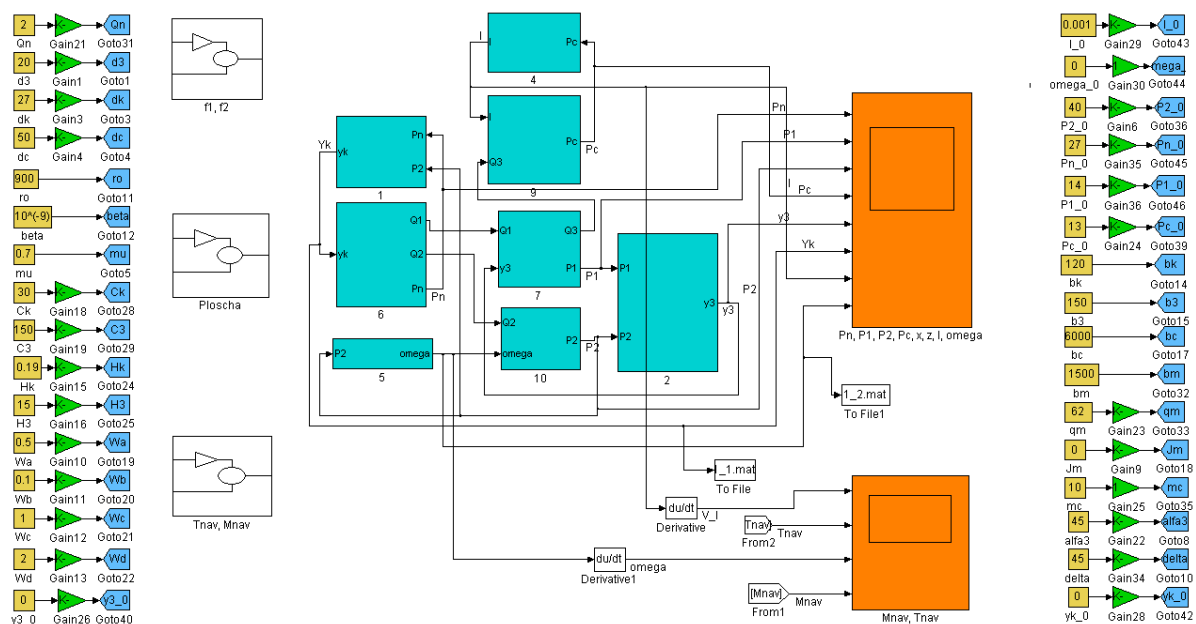 2
K-
Qn
Qn Gain21 Goto31
20
K-
d3
d3 Gain1 Goto1
27
K-
dk
dk Gain3 Goto3
50
K-
dc
dc Gain4 Goto4
900
ro
ro Goto11
10^(-9)
beta
beta Goto12
0.7
mu
mu Goto5
30
K-
Ck
Ck Gain18 Goto28
150
K-
C3
C3 Gain19 Goto29
0.19
K-
Hk
Hk Gain15 Goto24
15
K-
H3
H3 Gain16 Goto25
0.5
K-
Wa
Wa Gain10 Goto19
0.1
K-
Wb
Wb Gain11 Goto20
1
K-
Wc
Wc Gain12 Goto21
2
K-
Wd
Wd Gain13 Goto22
0
K-
y3_0
y3_0 Gain26 Goto40
f1, f2
Ploscha
Tnav, Mnav
I
I
Pc
4
I
Q3
Pc
Pc
9
Yk
yk
Pn
P2
1
yk
Q1
Q2
Pn
Pn
6
Q1
y3
Q3
P1
P1
7
P2
omega
5
Q2
omega
P2
P2
10
P1
P2
y3
y3
2
Pn
P1
I
Pc
y3
Yk
P2
Pn, P1, P2, Pc, x, z, I, omega
1_2.mat
To File1
_1.mat
To File
du/dt
Derivative
V_I
Tnav
From2
Tnav
du/dt
Derivative1
omega
[Mnav]
From1
Mnav
Mnav, Tnav
0.001
K-
I_0
I_0 Gain29 Goto43
0
1
mega_
omega_0 Gain30 Goto44
40
K-
P2_0
P2_0 Gain6 Goto36
27
K-
Pn_0
Pn_0 Gain35 Goto45
14
K-
P1_0
P1_0 Gain36 Goto46
13
K-
Pc_0
Pc_0 Gain24 Goto39
120
bk
bk Goto14
150
b3
b3 Goto15
6000
bc
bc Goto17
1500
bm
bm Goto32
62
K-
qm
qm Gain23 Goto33
0
K-
Jm
Jm Gain9 Goto18
10
1
mc
mc Gain25 Goto35
45
K-
alfa3
alfa3 Gain22 Goto8
45
K-
delta
delta Gain34 Goto10
0
K-
yk_0
yk_0 Gain28 Goto42